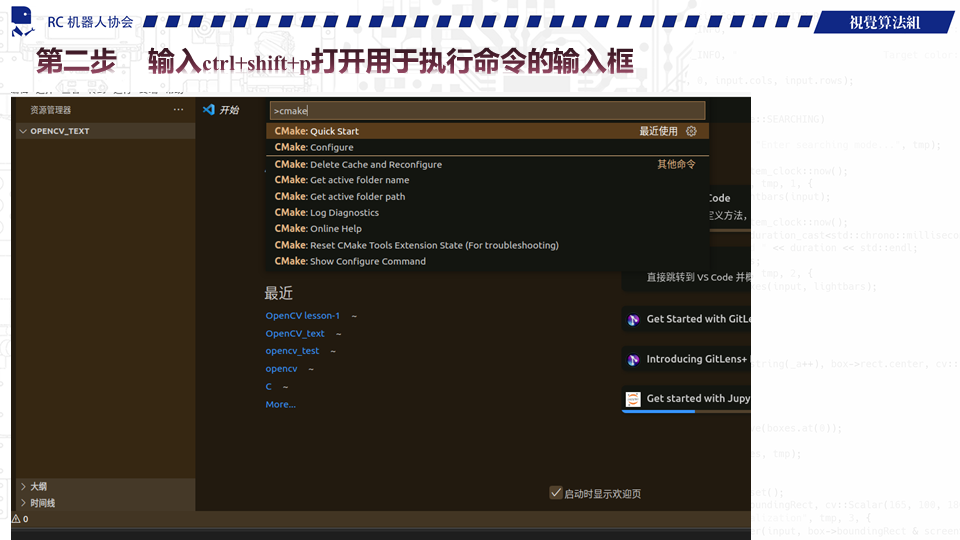 RC 机器人协会
視覺算法組
第二步 输入ctrl+shift+p打开用于执行命令的输入框
资源管理器 ···
OPENCV_TEXT
开始
>cmake
CMake: Quick Start 最近使用
CMake: Configure
CMake: Delete Cache and Reconfigure 其他命令
CMake: Get active folder name
CMake: Get active folder path
CMake: Log Diagnostics
CMake: Online Help
CMake: Reset CMake Tools Extension State (For troubleshooting)
CMake: Show Configure Command
Code
定义方法,
直接跳转到 VS Code 并概
最近
OpenCV lesson-1 ~
OpenCV_text ~
opencv_test ~
opencv ~
C ~
More...
Get Started with GitLe
Introducing GitLens+
Get started with Jupy
启动时显示欢迎页
大纲
时间线
0